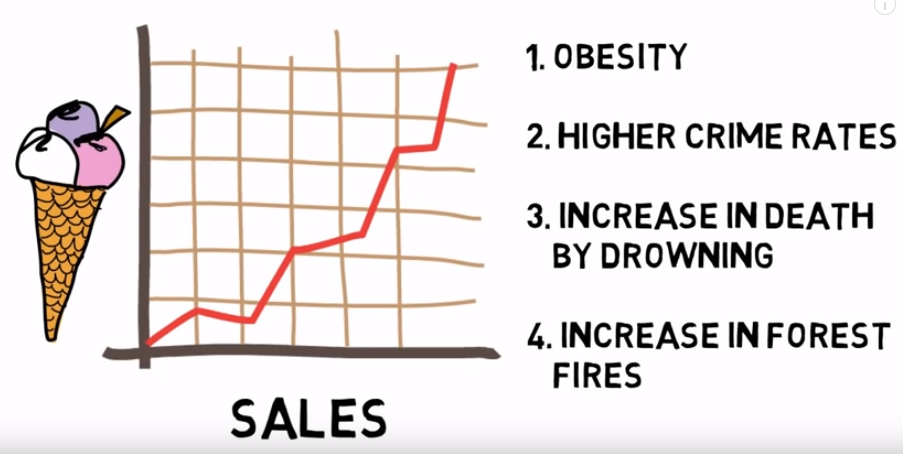 1. OBESITY
2. HIGHER CRIME RATES
3. INCREASE IN DEATH
BY DROWNING
4. INCREASE IN FOREST
FIRES
SALES